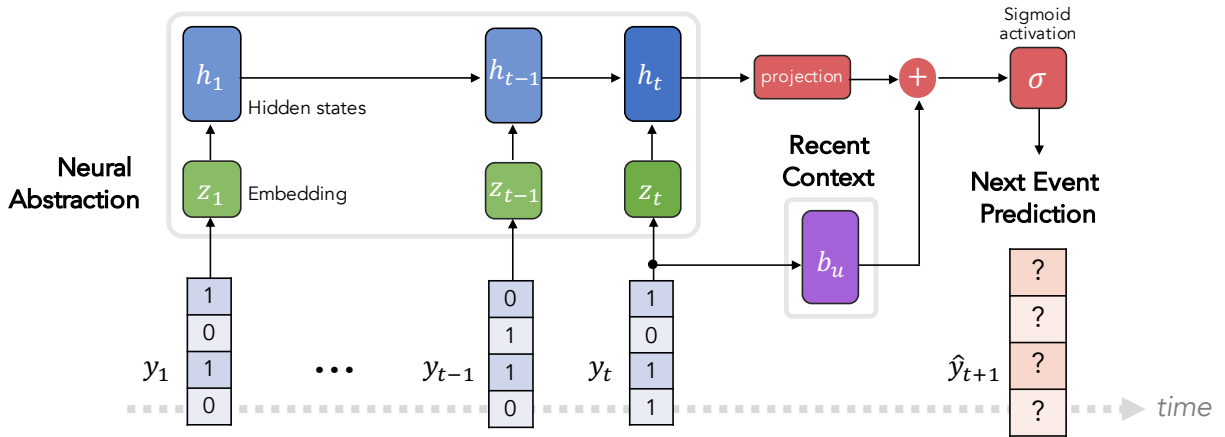 Sigmoid
activation
h₁
hₜ₋₁
hₜ
projection
+
σ
Hidden states
Neural
Abstraction
z₁
Embedding
zₜ₋₁
zₜ
Recent
Context
Next Event
Prediction
bᵤ
y₁
1
0
1
0
...
yₜ₋₁
0
1
1
0
yₜ
1
0
1
1
ŷₜ₊₁
?
?
?
?
time